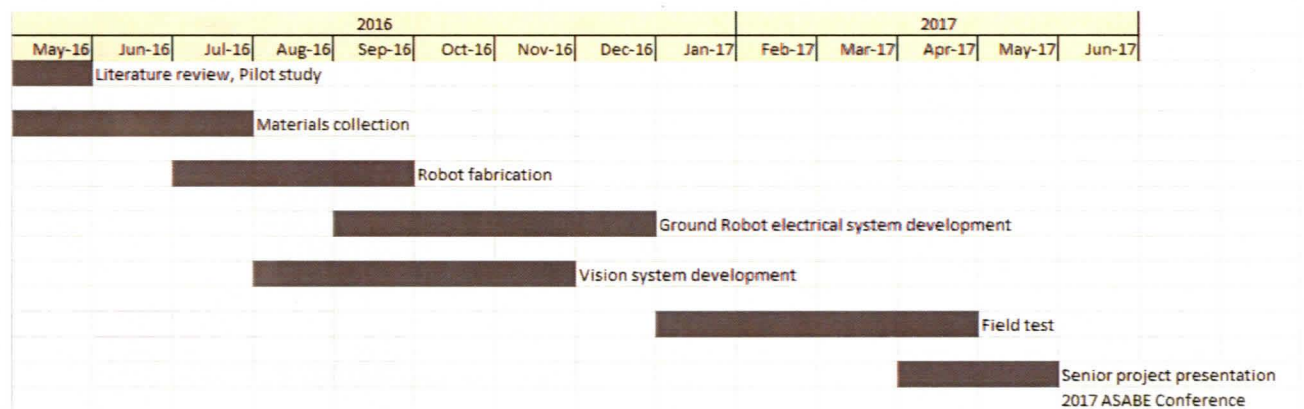 2016 2017
May-16 Jun-16 Jul-16 Aug-16 Sep-16 Oct-16 Nov-16 Dec-16 Jan-17 Feb-17 Mar-17 Apr-17 May-17 Jun-17
Literature review, Pilot study
Materials collection
Robot fabrication
Ground Robot electrical system development
Vision system development
Field test
Senior project presentation
2017 ASABE Conference